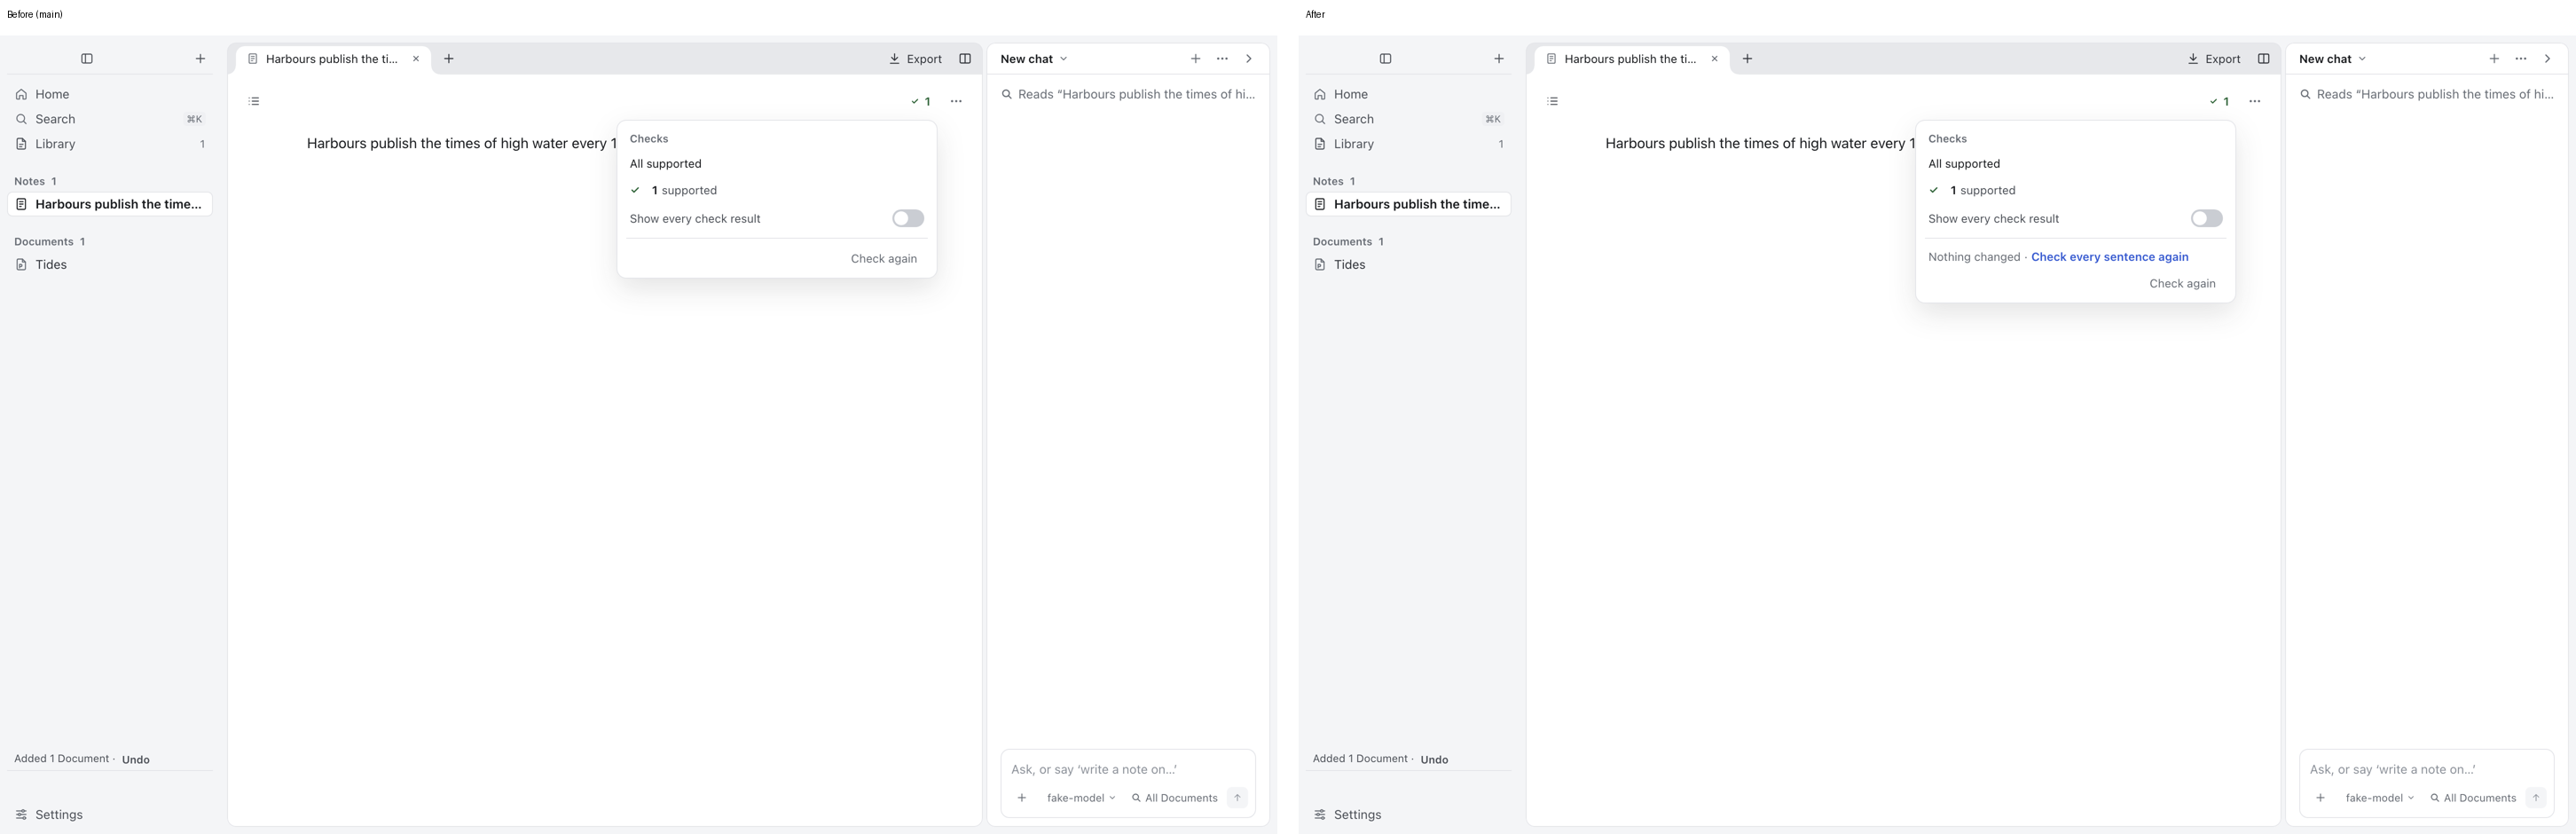 Before (main)
Harbours publish the ti...
Export
New chat
Home
Search
⌘K
Library
1
Notes 1
Harbours publish the time...
Documents 1
Tides
1
Harbours publish the times of high water every 1
Checks
All supported
1 supported
Show every check result
Check again
Reads “Harbours publish the times of hi...
Added 1 Document · Undo
Settings
Ask, or say ‘write a note on...’
fake-model
All Documents
After
Harbours publish the ti...
Export
New chat
Home
Search
⌘K
Library
1
Notes 1
Harbours publish the time...
Documents 1
Tides
1
Harbours publish the times of high water every 1
Checks
All supported
1 supported
Show every check result
Nothing changed · Check every sentence again
Check again
Reads “Harbours publish the times of hi...
Added 1 Document · Undo
Settings
Ask, or say ‘write a note on...’
fake-model
All Documents